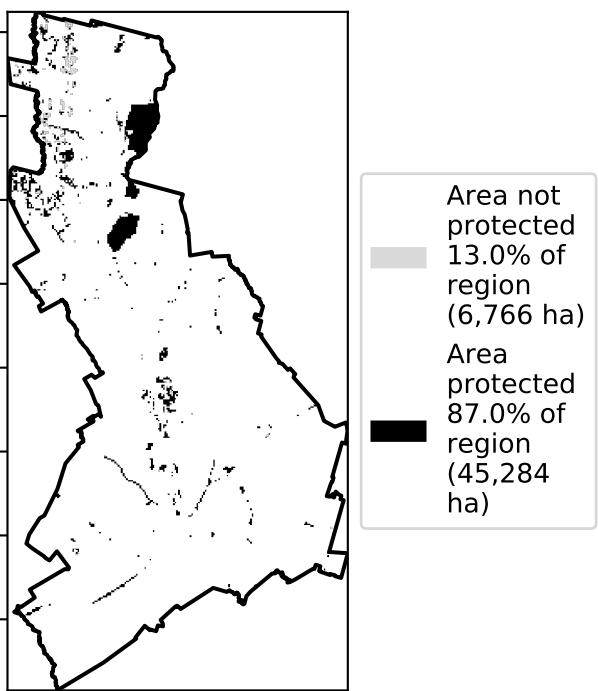 Area not
protected
13.0% of
region
(6,766 ha)
Area
protected
87.0% of
region
(45,284
ha)